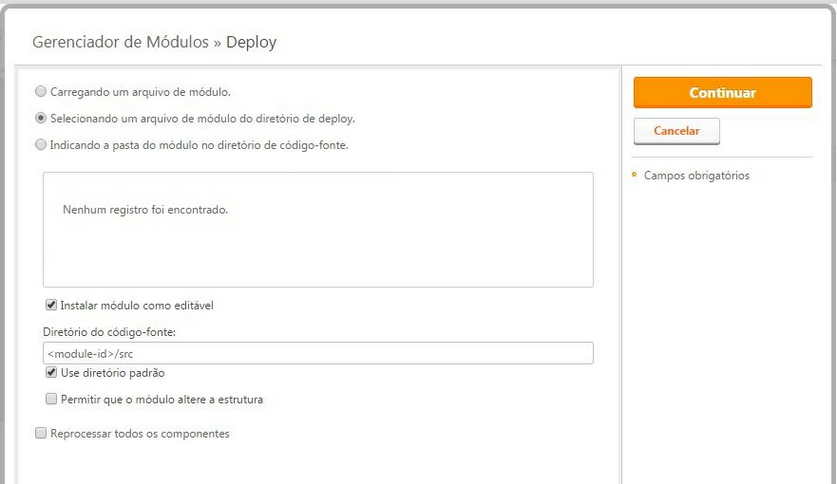 Gerenciador de Módulos » Deploy
Carregando um arquivo de módulo.
Selecionando um arquivo de módulo do diretório de deploy.
Indicando a pasta do módulo no diretório de código-fonte.
Nenhum registro foi encontrado.
Instalar módulo como editável
Diretório do código-fonte:
<module-id>/src
Use diretório padrão
Permitir que o módulo altere a estrutura
Reprocessar todos os componentes
Continuar
Cancelar
Campos obrigatórios